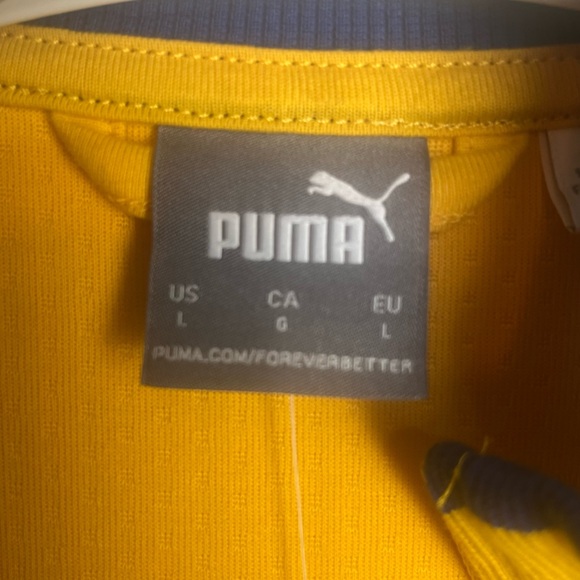 PUMA
US CA EU
L G L
PUMA.COM/FOREVERBETTER